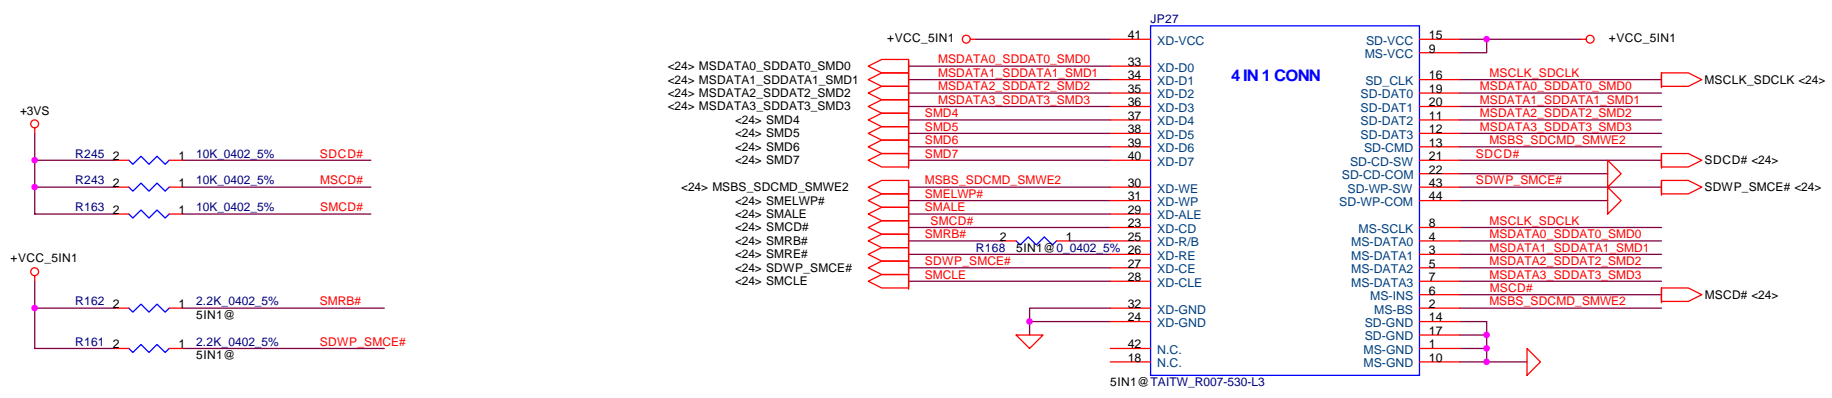 JP27
+VCC_5IN1 41 XD-VCC SD-VCC 15 +VCC_5IN1
MS-VCC 9
4 IN 1 CONN
<24> MSDATA0_SDDAT0_SMD0 MSDATA0_SDDAT0_SMD0 33 XD-D0
<24> MSDATA1_SDDATA1_SMD1 MSDATA1_SDDATA1_SMD1 34 XD-D1 SD_CLK 16 MSCLK_SDCLK MSCLK_SDCLK <24>
<24> MSDATA2_SDDAT2_SMD2 MSDATA2_SDDAT2_SMD2 35 XD-D2 SD-DAT0 19 MSDATA0_SDDAT0_SMD0
<24> MSDATA3_SDDAT3_SMD3 MSDATA3_SDDAT3_SMD3 36 XD-D3 SD-DAT1 20 MSDATA1_SDDATA1_SMD1
<24> SMD4 SMD4 37 XD-D4 SD-DAT2 11 MSDATA2_SDDAT2_SMD2
<24> SMD5 SMD5 38 XD-D5 SD-DAT3 12 MSDATA3_SDDAT3_SMD3
<24> SMD6 SMD6 39 XD-D6 SD-CMD 13 MSBS_SDCMD_SMWE2
<24> SMD7 SMD7 40 XD-D7 SD-CD-SW 21 SDCD# SDCD# <24>
SD-CD-COM 22
<24> MSBS_SDCMD_SMWE2 MSBS_SDCMD_SMWE2 30 XD-WE SD-WP-SW 43 SDWP_SMCE# SDWP_SMCE# <24>
<24> SMELWP# SMELWP# 31 XD-WP SD-WP-COM 44
<24> SMALE SMALE 29 XD-ALE
<24> SMCD# SMCD# 23 XD-CD MS-SCLK 8 MSCLK_SDCLK
<24> SMRB# SMRB# 2 1 25 XD-R/B MS-DATA0 4 MSDATA0_SDDAT0_SMD0
R168 5IN1@0_0402_5%
<24> SMRE# 26 XD-RE MS-DATA1 3 MSDATA1_SDDATA1_SMD1
<24> SDWP_SMCE# SDWP_SMCE# 27 XD-CE MS-DATA2 5 MSDATA2_SDDAT2_SMD2
<24> SMCLE SMCLE 28 XD-CLE MS-DATA3 7 MSDATA3_SDDAT3_SMD3
MS-INS 6 MSCD# MSCD# <24>
32 XD-GND MS-BS 2 MSBS_SDCMD_SMWE2
24 XD-GND SD-GND 14
SD-GND 17
42 N.C. MS-GND 1
18 N.C. MS-GND 10
5IN1@ TAITW_R007-530-L3
+3VS
R245 2 1 10K_0402_5% SDCD#
R243 2 1 10K_0402_5% MSCD#
R163 2 1 10K_0402_5% SMCD#
+VCC_5IN1
R162 2 1 2.2K_0402_5% SMRB#
5IN1@
R161 2 1 2.2K_0402_5% SDWP_SMCE#
5IN1@